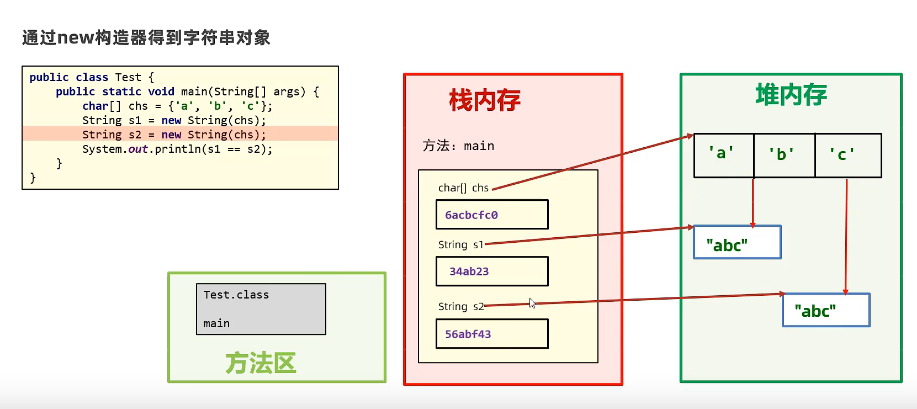 通过new构造器得到字符串对象
public class Test {
public static void main(String[] args) {
char[] chs = {'a', 'b', 'c'};
String s1 = new String(chs);
String s2 = new String(chs);
System.out.println(s1 == s2);
}
}
Test.class
main
方法区
栈内存
方法：main
char[] chs
6acbcfc0
String s1
34ab23
String s2
56abf43
堆内存
'a' 'b' 'c'
"abc"
"abc"